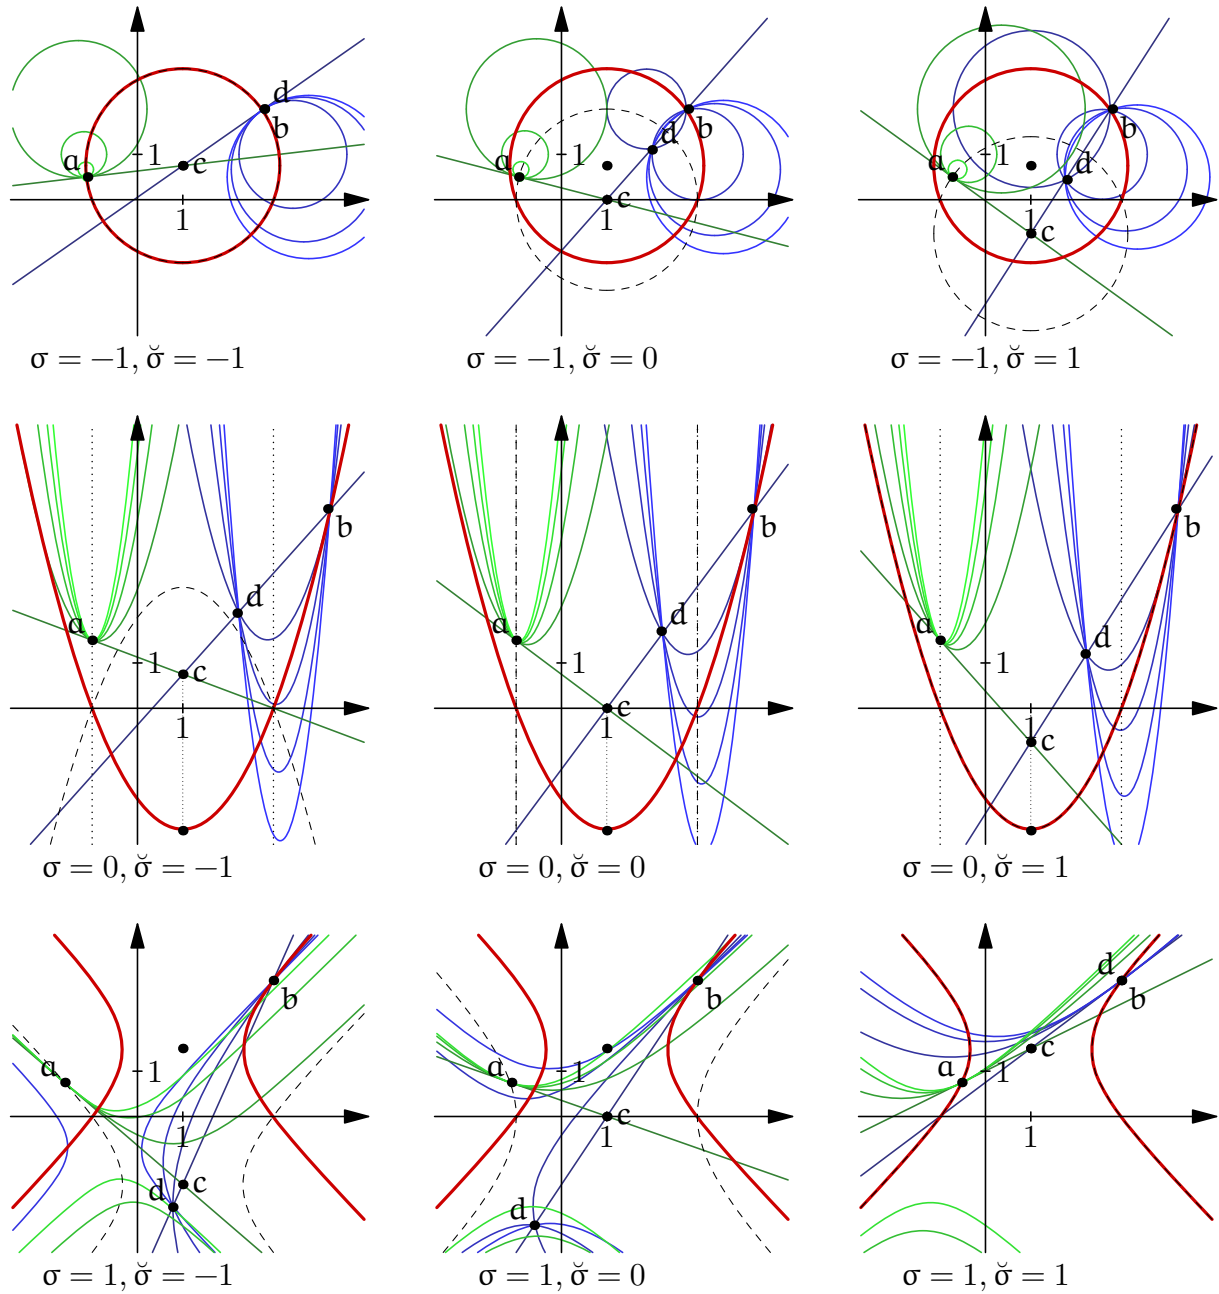 d
b
a 1 c
1
d
b
a 1
c
1
b
a 1 d
c
1
σ = −1, σ̆ = −1
σ = −1, σ̆ = 0
σ = −1, σ̆ = 1
b
d
a
1 c
1
b
d
a
1
c
1
b
d
a
1
c
1
σ = 0, σ̆ = −1
σ = 0, σ̆ = 0
σ = 0, σ̆ = 1
b
a 1
1
d c
b
a 1
c
1
d
d
b
a 1 c
1
σ = 1, σ̆ = −1
σ = 1, σ̆ = 0
σ = 1, σ̆ = 1